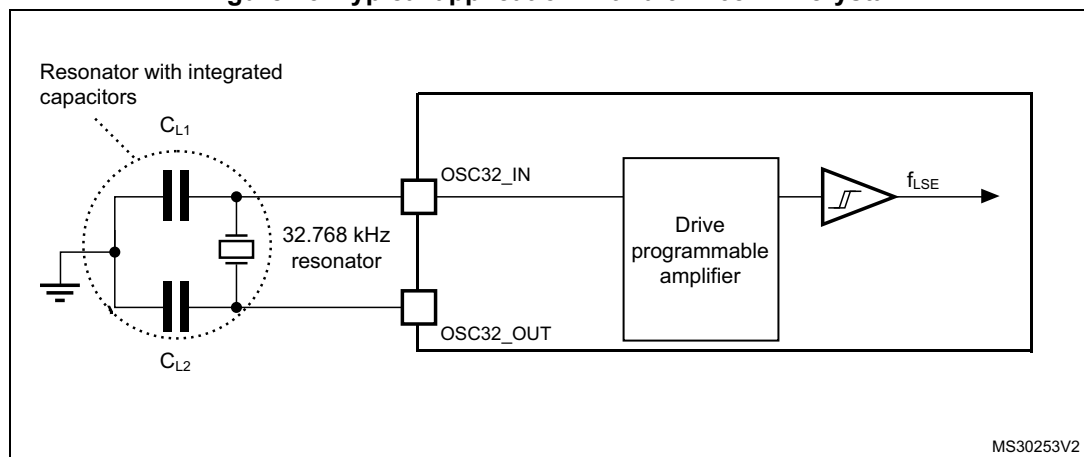 Resonator with integrated
capacitors
CL1
OSC32_IN
fLSE
32.768 kHz
resonator
Drive
programmable
amplifier
OSC32_OUT
CL2
MS30253V2